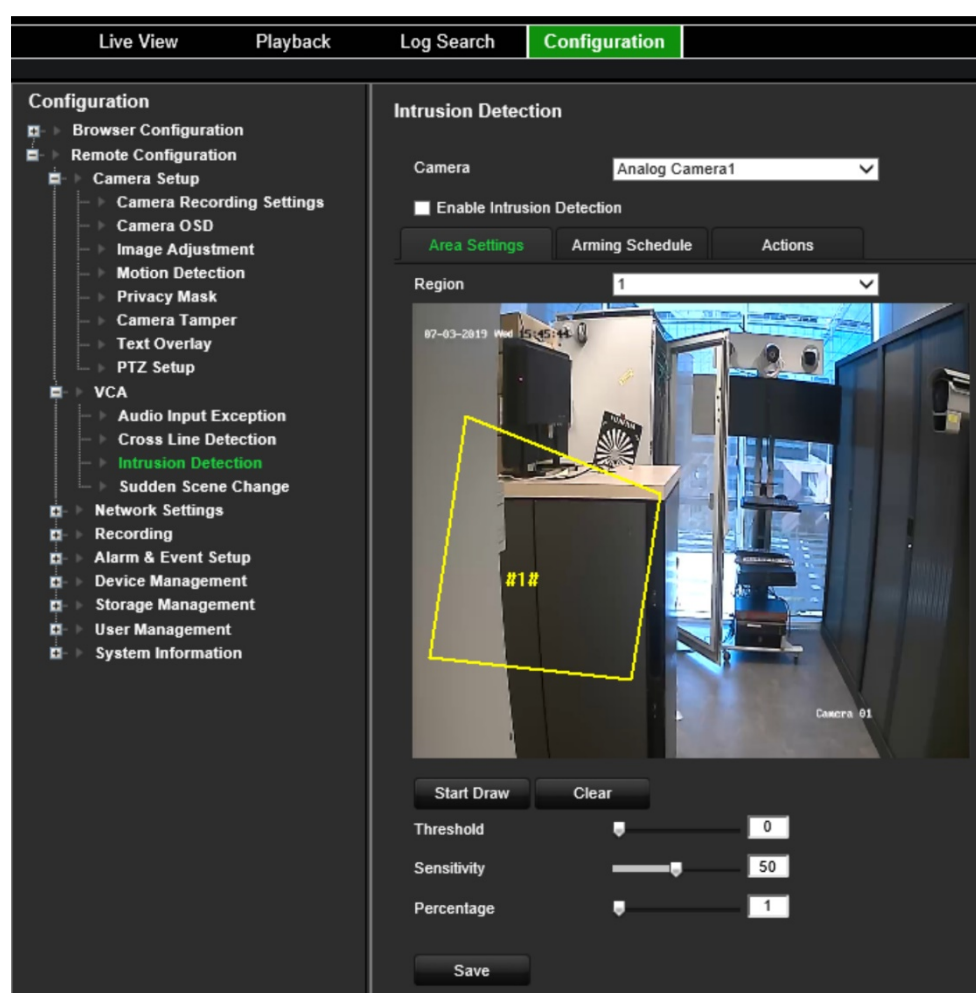 Live View Playback Log Search Configuration
Configuration
Browser Configuration
Remote Configuration
Camera Setup
Camera Recording Settings
Camera OSD
Image Adjustment
Motion Detection
Privacy Mask
Camera Tamper
Text Overlay
PTZ Setup
VCA
Audio Input Exception
Cross Line Detection
Intrusion Detection
Sudden Scene Change
Network Settings
Recording
Alarm & Event Setup
Device Management
Storage Management
User Management
System Information
Intrusion Detection
Camera Analog Camera1
Enable Intrusion Detection
Area Settings Arming Schedule Actions
Region 1
07-03-2019 Wed 15:45:44
#1#
Camera 01
Start Draw Clear
Threshold 0
Sensitivity 50
Percentage 1
Save